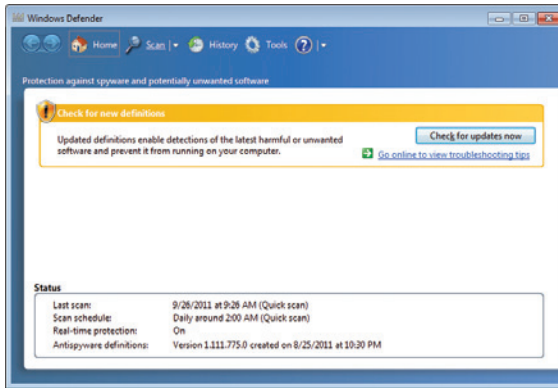 Windows Defender
Home Scan History Tools
Protection against spyware and potentially unwanted software
Check for new definitions
Updated definitions enable detections of the latest harmful or unwanted
software and prevent it from running on your computer.
Check for updates now
Go online to view troubleshooting tips
Status
Last scan: 9/26/2011 at 9:26 AM (Quick scan)
Scan schedule: Daily around 2:00 AM (Quick scan)
Real-time protection: On
Antispyware definitions: Version 1.111.775.0 created on 8/25/2011 at 10:30 PM